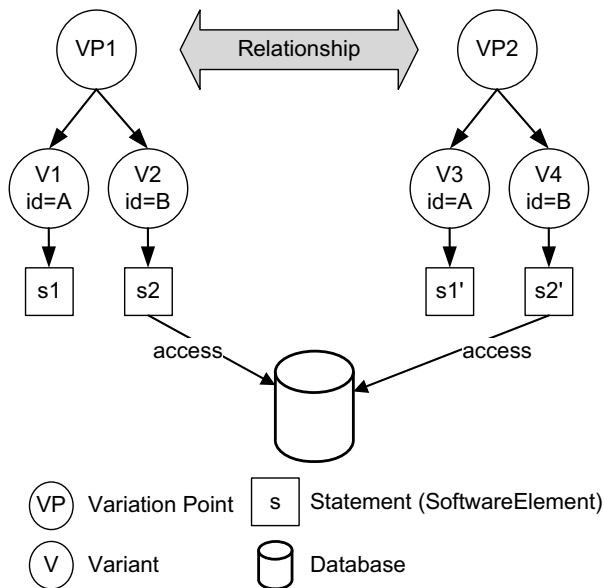 VP1
Relationship
VP2
V1
id=A
V2
id=B
V3
id=A
V4
id=B
s1
s2
s1'
s2'
access
access
VP
Variation Point
s
Statement (SoftwareElement)
V
Variant
Database